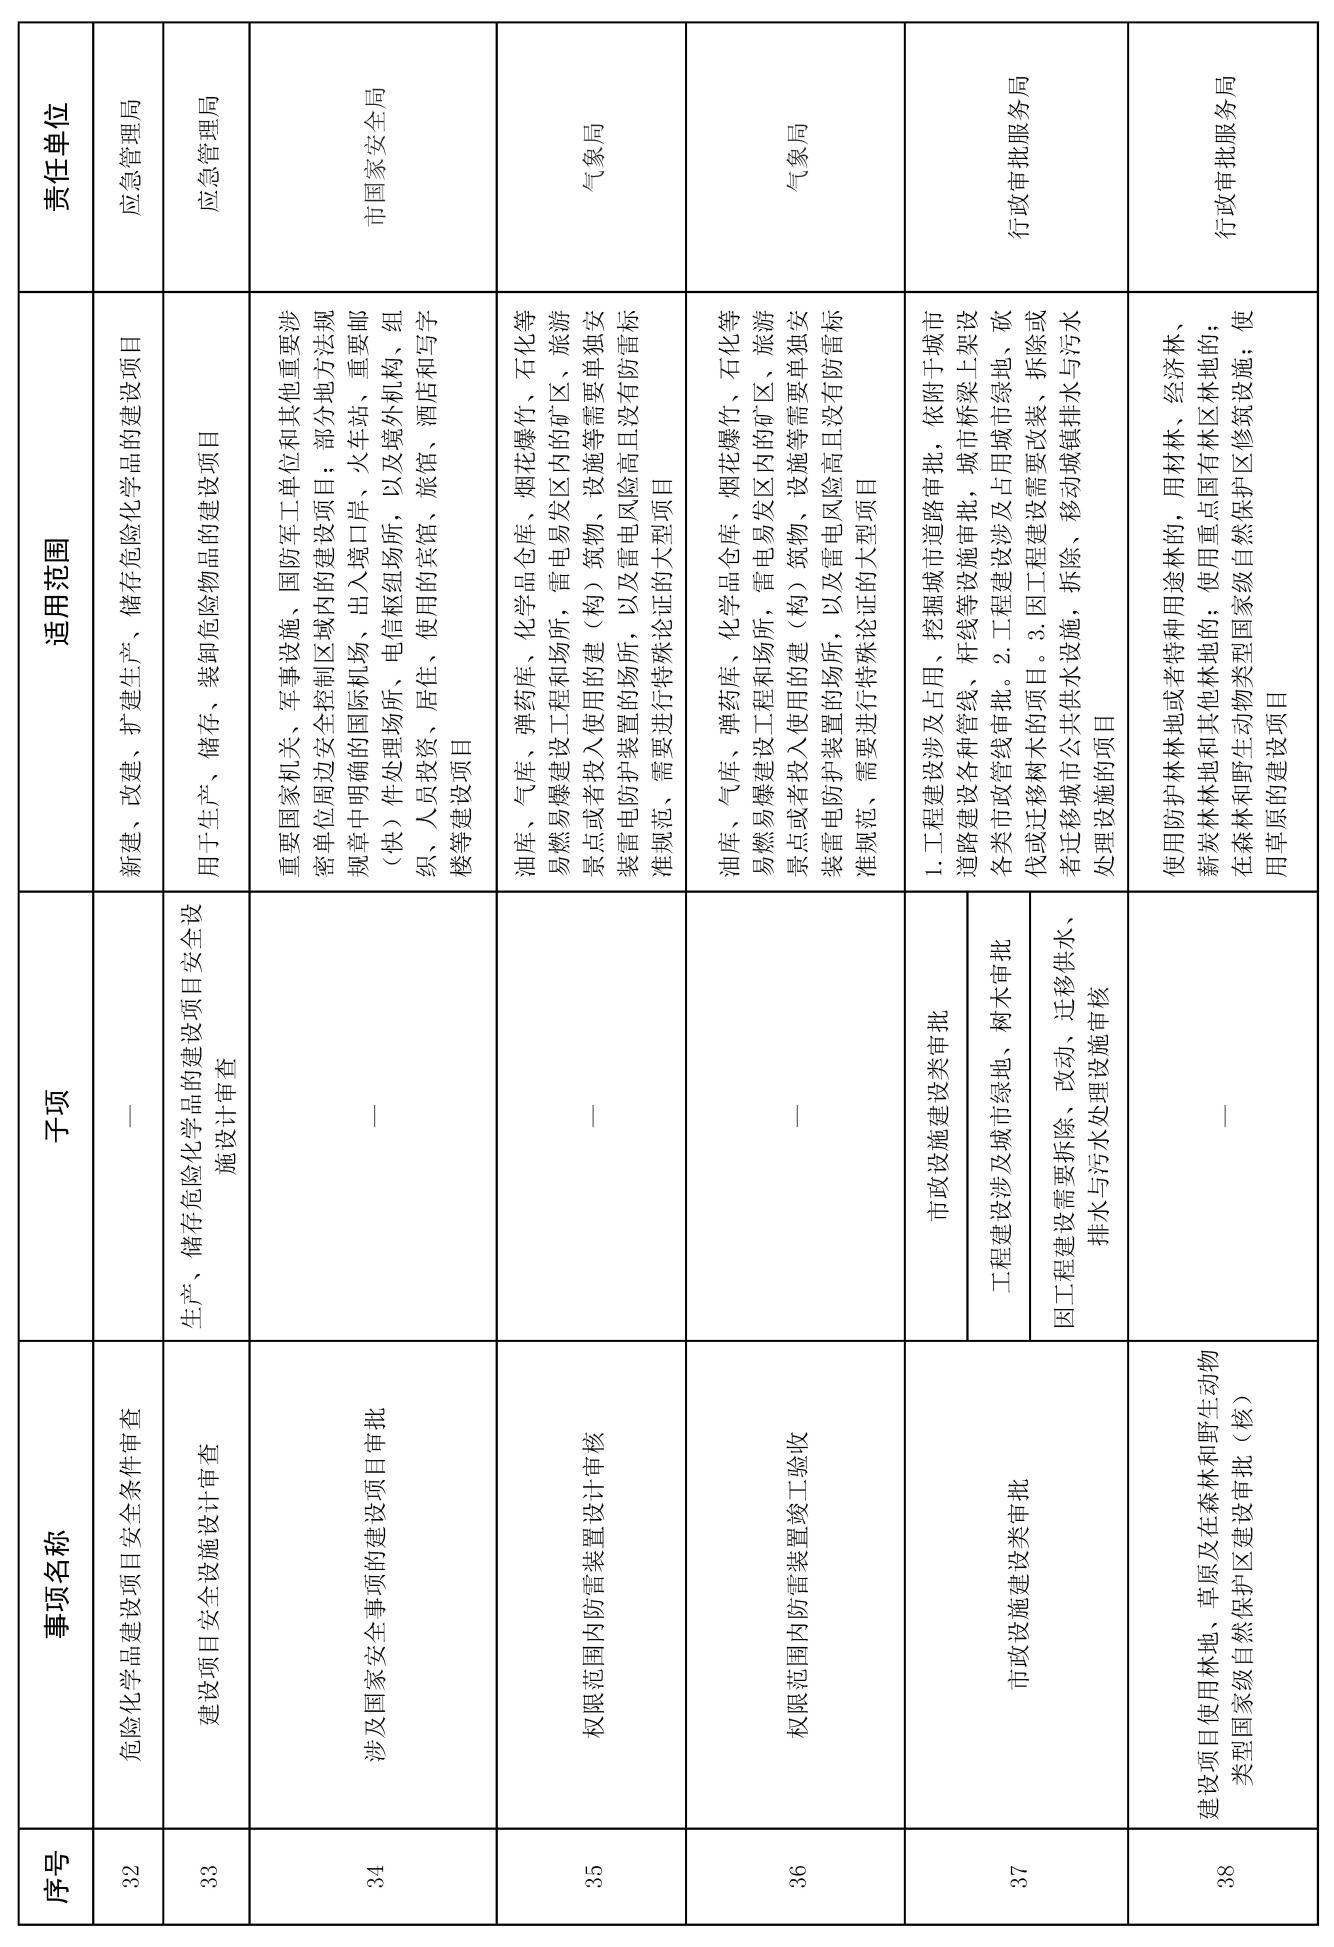 序号
事项名称
子项
适用范围
责任单位
32
危险化学品建设项目安全条件审查
—
新建、改建、扩建生产、储存危险化学品的建设项目
应急管理局
33
建设项目安全设施设计审查
生产、储存危险化学品的建设项目安全设
施设计审查
用于生产、储存、装卸危险物品的建设项目
应急管理局
34
涉及国家安全事项的建设项目审批
—
重要国家机关、军事设施、国防军工单位和其他重要涉
密单位周边安全控制区域内的建设项目；部分地方法规
规章中明确的国际机场、出入境口岸、火车站、重要邮
（快）件处理场所、电信枢纽场所，以及境外机构、组
织、人员投资、居住、使用的宾馆、旅馆、酒店和写字
楼等建设项目
市国家安全局
35
权限范围内防雷装置设计审核
—
油库、气库、弹药库、化学品仓库、烟花爆竹、石化等
易燃易爆建设工程和场所，雷电易发区内的矿区、旅游
景点或者投入使用的建（构）筑物、设施等需要单独安
装雷电防护装置的场所，以及雷电风险高且没有防雷标
准规范、需要进行特殊论证的大型项目
气象局
36
权限范围内防雷装置竣工验收
—
油库、气库、弹药库、化学品仓库、烟花爆竹、石化等
易燃易爆建设工程和场所，雷电易发区内的矿区、旅游
景点或者投入使用的建（构）筑物、设施等需要单独安
装雷电防护装置的场所，以及雷电风险高且没有防雷标
准规范、需要进行特殊论证的大型项目
气象局
37
市政设施建设类审批
市政设施建设类审批
工程建设涉及城市绿地、树木审批
因工程建设需要拆除、改动、迁移供水、
排水与污水处理设施审核
1.工程建设涉及占用、挖掘城市道路审批，依附于城市
道路建设各种管线、杆线等设施审批，城市桥梁上架设
各类市政管线审批。2.工程建设涉及占用城市绿地、砍
伐或迁移树木的项目。3.因工程建设需要改装、拆除或
者迁移城市公共供水设施，拆除、移动城镇排水与污水
处理设施的项目
行政审批服务局
38
建设项目使用林地、草原及在森林和野生动物
类型国家级自然保护区建设审批（核）
—
使用防护林林地或者特种用途林的，用材林、经济林、
薪炭林林地和其他林地的；使用重点国有林区林地的；
在森林和野生动物类型国家级自然保护区修筑设施；使
用草原的建设项目
行政审批服务局